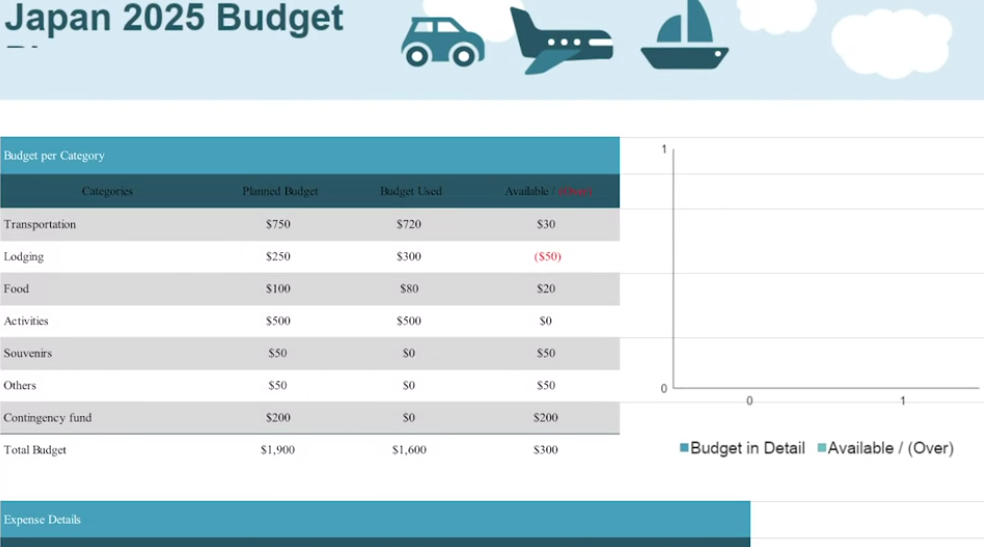 Japan 2025 Budget
Budget per Category
Categories Planned Budget Budget Used Available /
Transportation $750 $720 $30
Lodging $250 $300 ($50)
Food $100 $80 $20
Activities $500 $500 $0
Souvenirs $50 $0 $50
Others $50 $0 $50
Contingency fund $200 $0 $200
Total Budget $1,900 $1,600 $300
1
0
0 1
Budget in Detail Available / (Over)
Expense Details